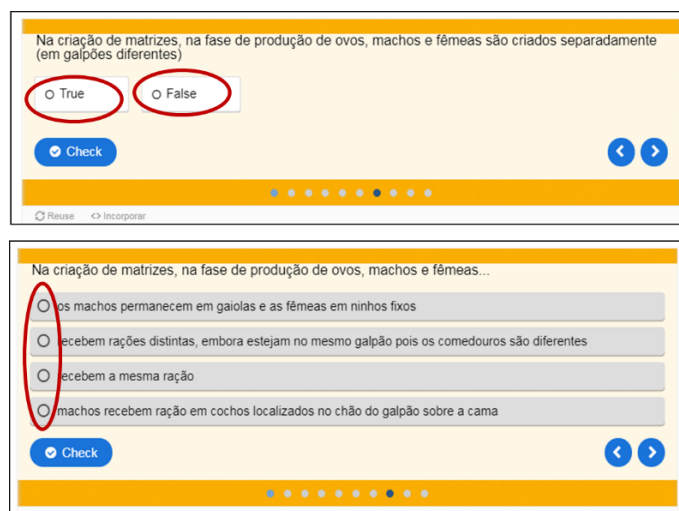 Na criação de matrizes, na fase de produção de ovos, machos e fêmeas são criados separadamente
(em galpões diferentes)
True
False
Check
Reuse <> Incorporar
Na criação de matrizes, na fase de produção de ovos, machos e fêmeas...
os machos permanecem em gaiolas e as fêmeas em ninhos fixos
recebem rações distintas, embora estejam no mesmo galpão pois os comedouros são diferentes
recebem a mesma ração
machos recebem ração em cochos localizados no chão do galpão sobre a cama
Check